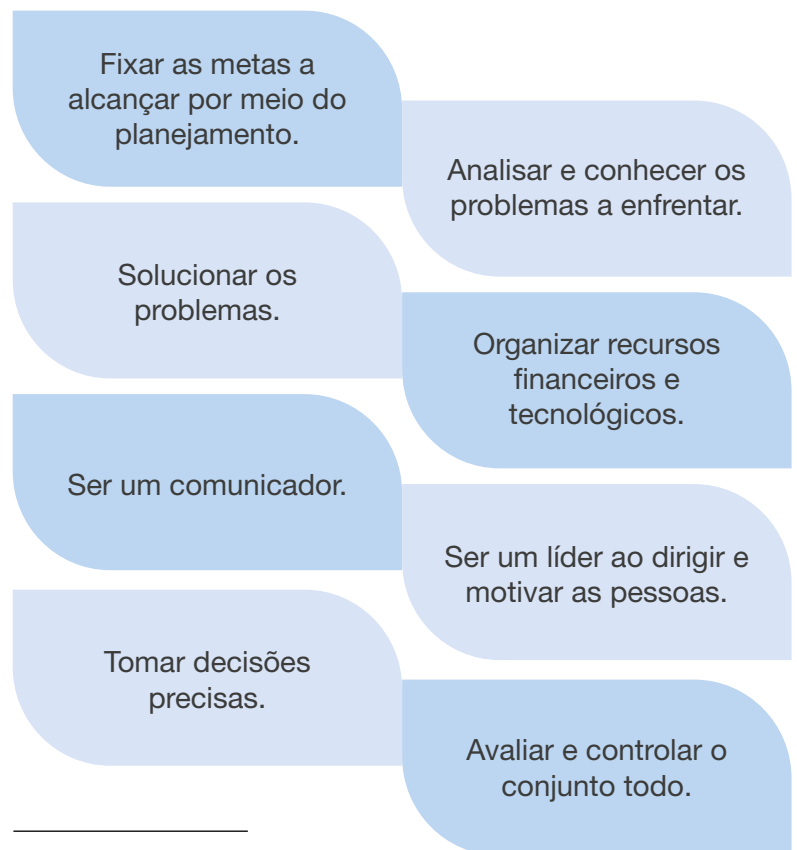 Fixar as metas a
alcançar por meio do
planejamento.
Analisar e conhecer os
problemas a enfrentar.
Solucionar os
problemas.
Organizar recursos
financeiros e
tecnológicos.
Ser um comunicador.
Ser um líder ao dirigir e
motivar as pessoas.
Tomar decisões
precisas.
Avaliar e controlar o
conjunto todo.